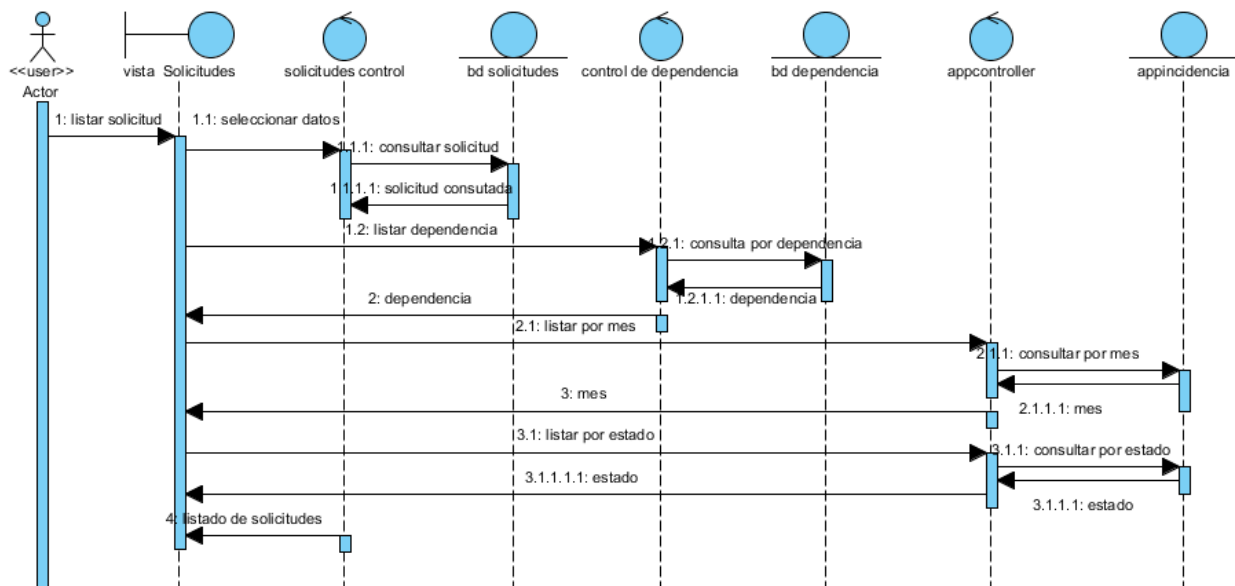 <<user>>
Actor
vista Solicitudes
solicitudes control
bd solicitudes
control de dependencia
bd dependencia
appcontroller
appincidencia
1: listar solicitud
1.1: seleccionar datos
1.1.1: consultar solicitud
1.1.1.1: solicitud consutada
1.2: listar dependencia
1.2.1: consulta por dependencia
1.2.1.1: dependencia
2: dependencia
2.1: listar por mes
2.1.1: consultar por mes
2.1.1.1: mes
3: mes
3.1: listar por estado
3.1.1: consultar por estado
3.1.1.1: estado
3.1.1.1.1: estado
4: listado de solicitudes